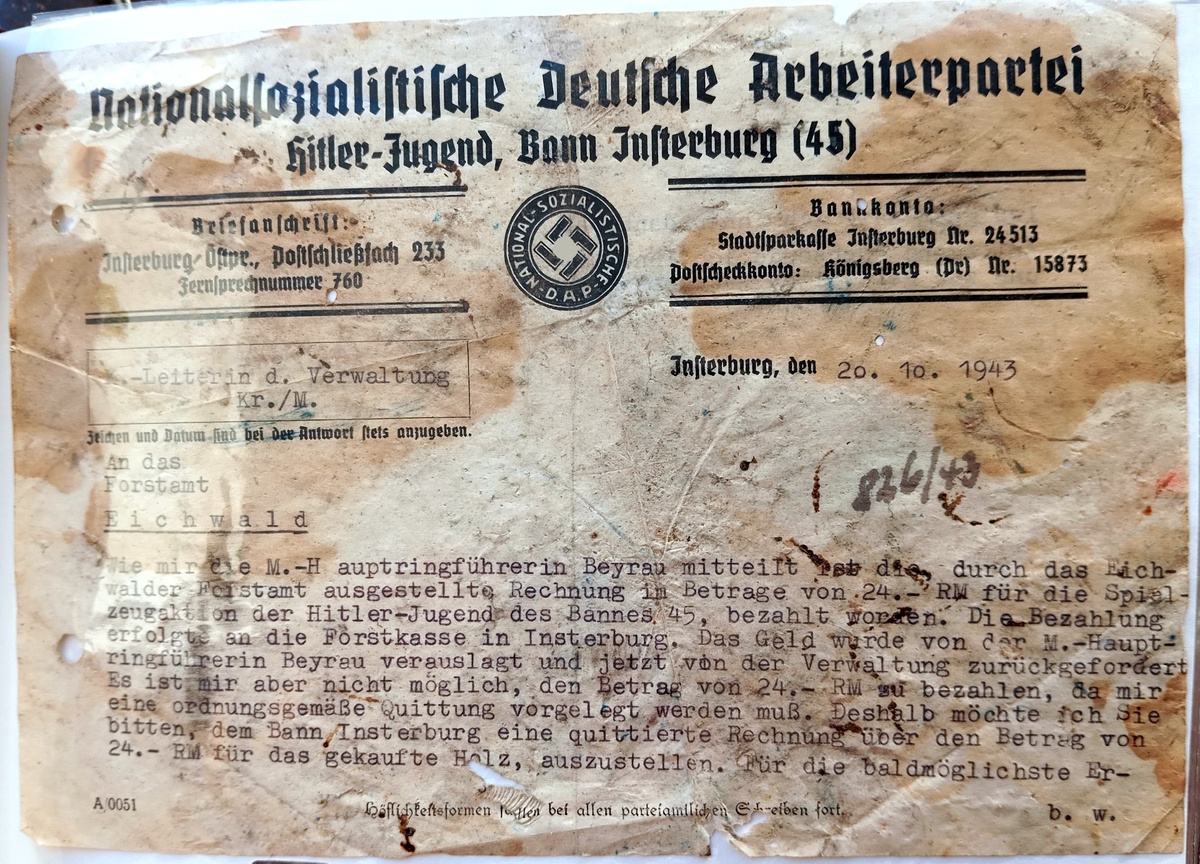 Nationalsozialistische Deutsche Arbeiterpartei
Hitler-Jugend, Bann Insterburg (45)
Briefanschrift:
Insterburg/Ostpr., Postschließfach 233
Fernsprechnummer 760
NATIONAL-SOZIALISTISCHE D.A.P.
Bankkonto:
Stadtsparkasse Insterburg Nr. 24513
Postscheckkonto: Königsberg (Pr) Nr. 15873
Insterburg, den 20. 10. 1943
-Leiterin d. Verwaltung
Kr./M.
Zeichen und Datum sind bei der Antwort stets anzugeben.
An das
Forstamt
Eichwald
826/43
Wie mir die M.-H auptringführerin Beyrau mitteilt ist die, durch das Eich-
walder Forstamt ausgestellte Rechnung im Betrage von 24.- RM für die Spiel-
zeugaktion der Hitler-Jugend des Bannes 45, bezahlt worden. Die Bezahlung
erfolgte an die Forstkasse in Insterburg. Das Geld wurde von der M.-Haupt-
ringführerin Beyrau verauslagt und jetzt von der Verwaltung zurückgefordert
Es ist mir aber nicht möglich, den Betrag von 24.- RM zu bezahlen, da mir
eine ordnungsgemäße Quittung vorgelegt werden muß. Deshalb möchte ich Sie
bitten, dem Bann Insterburg eine quittierte Rechnung über den Betrag von
24.- RM für das gekaufte Holz, auszustellen. Für die baldmöglichste Er-
A/0051
Höflichkeitsformen fallen bei allen parteiamtlichen Schreiben fort.
b. w.